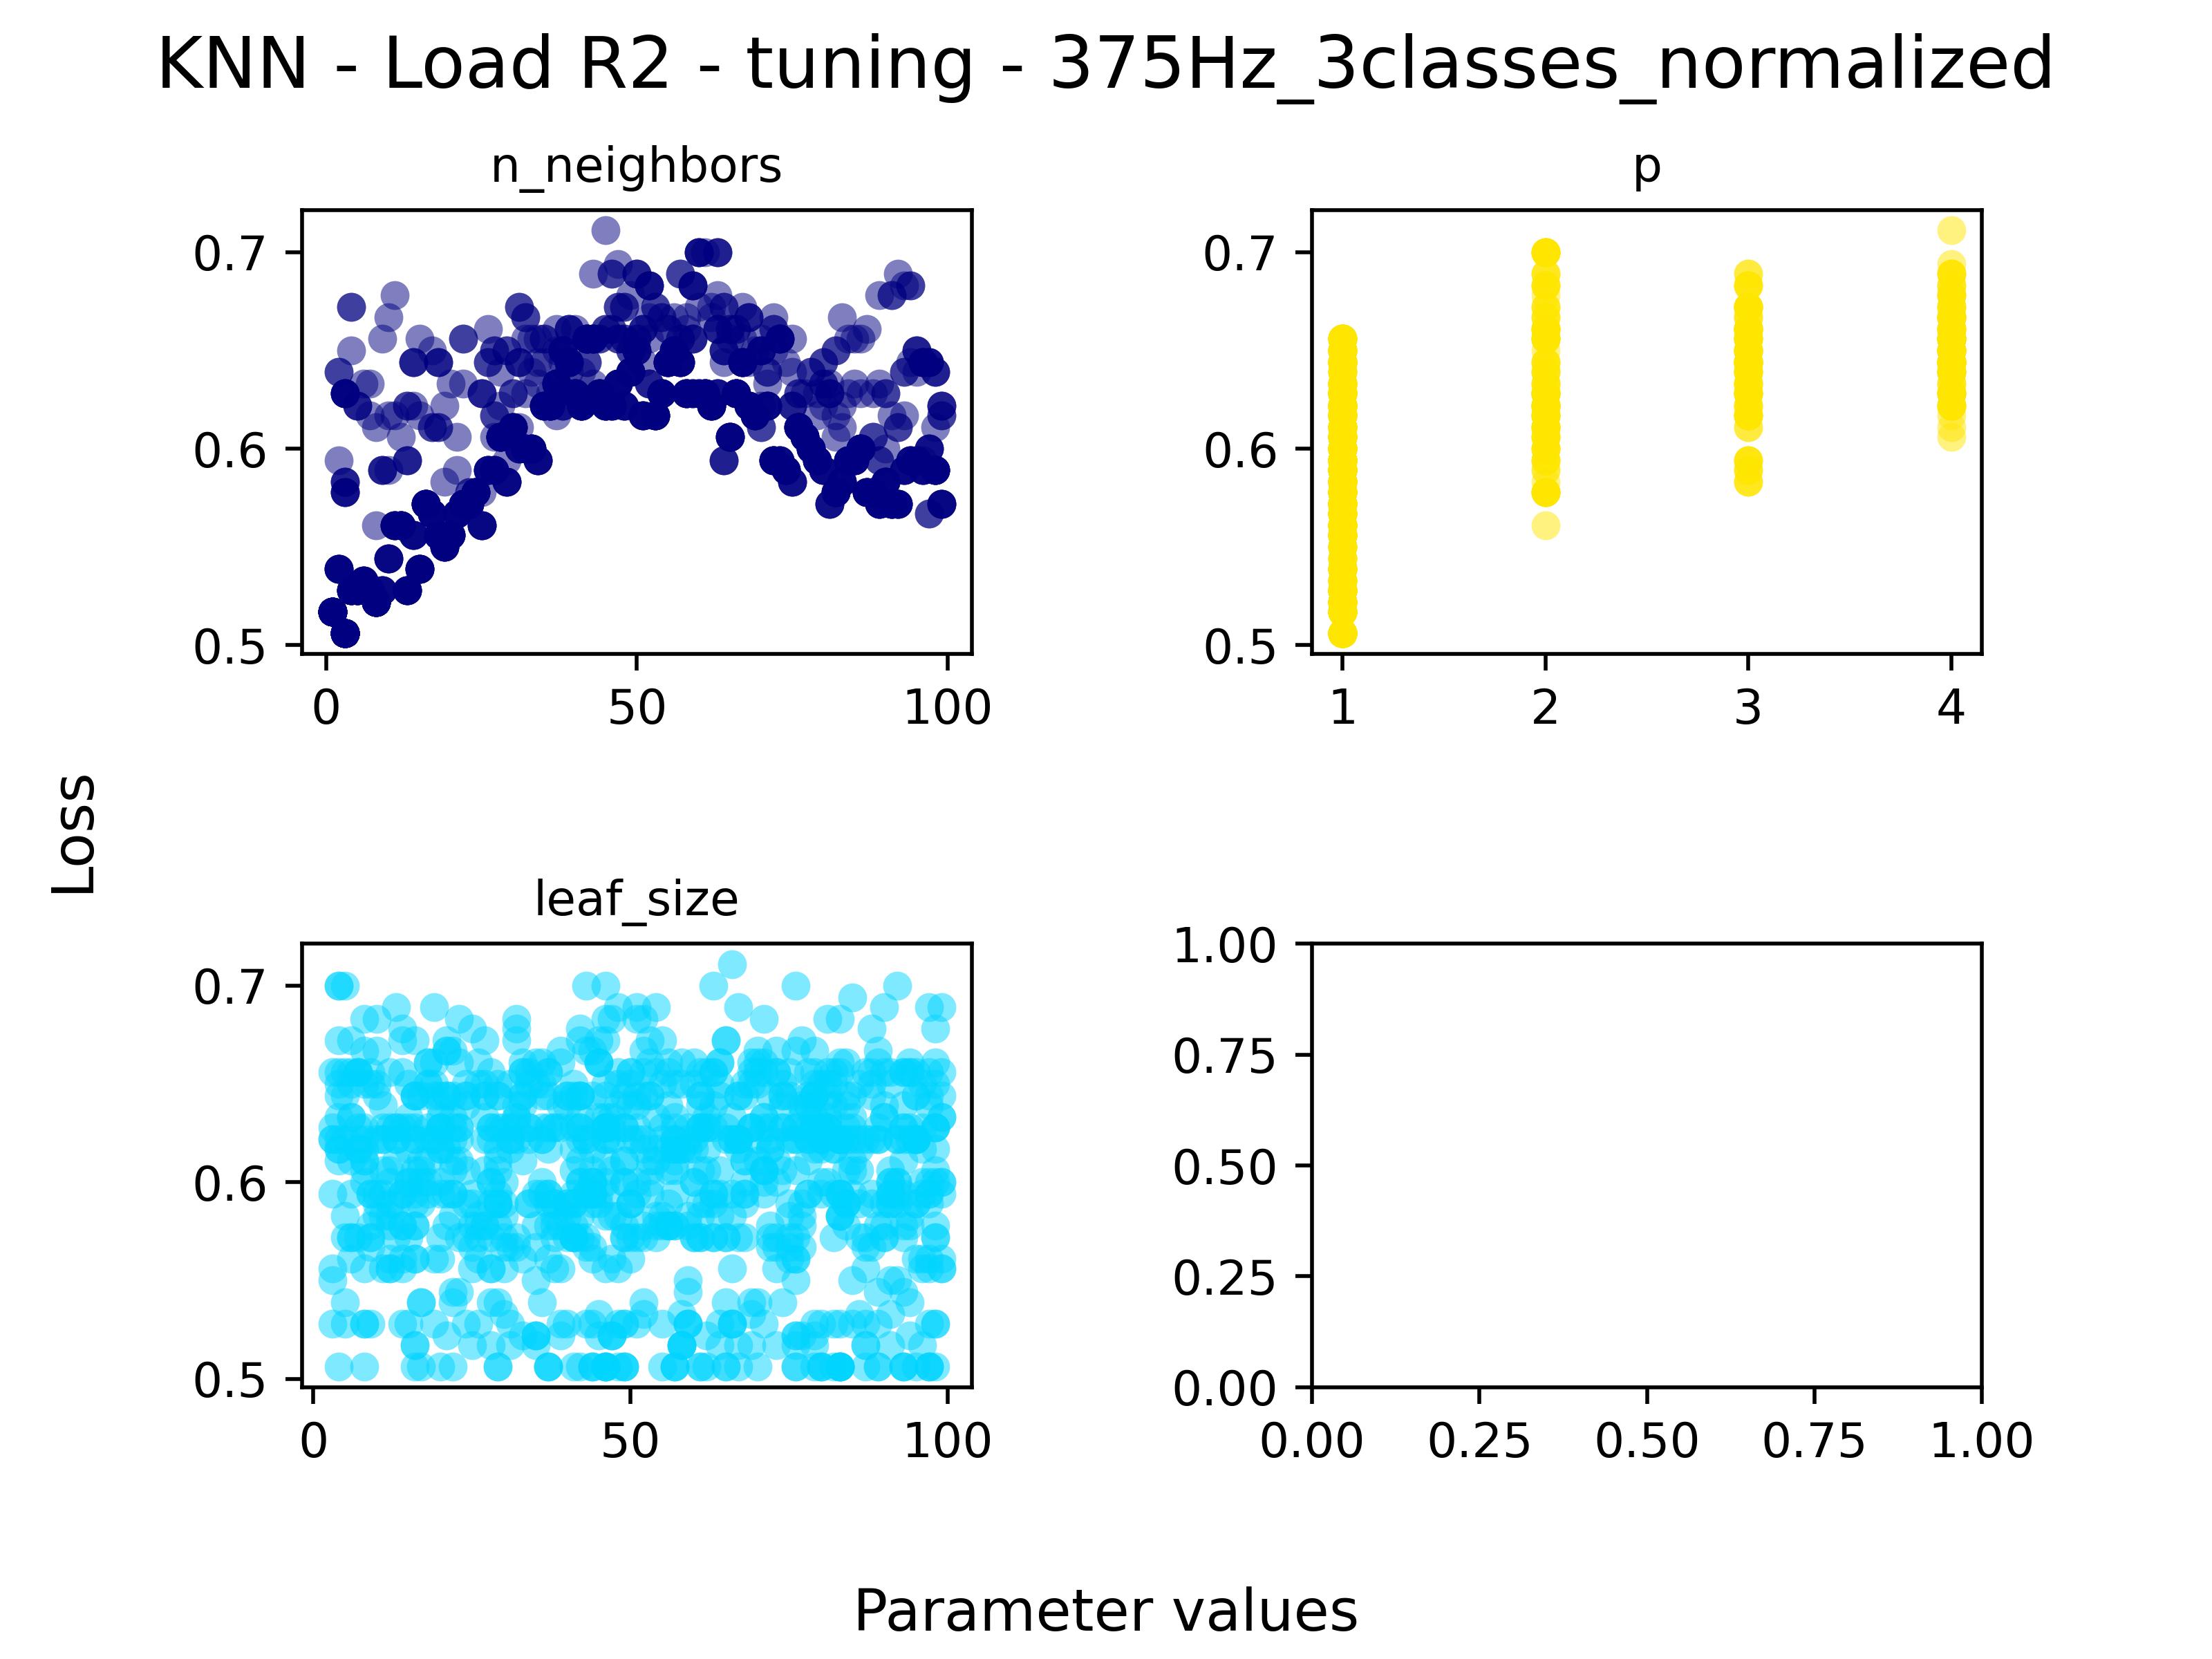 KNN - Load R2 - tuning - 375Hz_3classes_normalized
n_neighbors
0.7
0.6
0.5
0 50 100
p
0.7
0.6
0.5
1 2 3 4
Loss
leaf_size
0.7
0.6
0.5
0 50 100
1.00
0.75
0.50
0.25
0.00
0.00 0.25 0.50 0.75 1.00
Parameter values